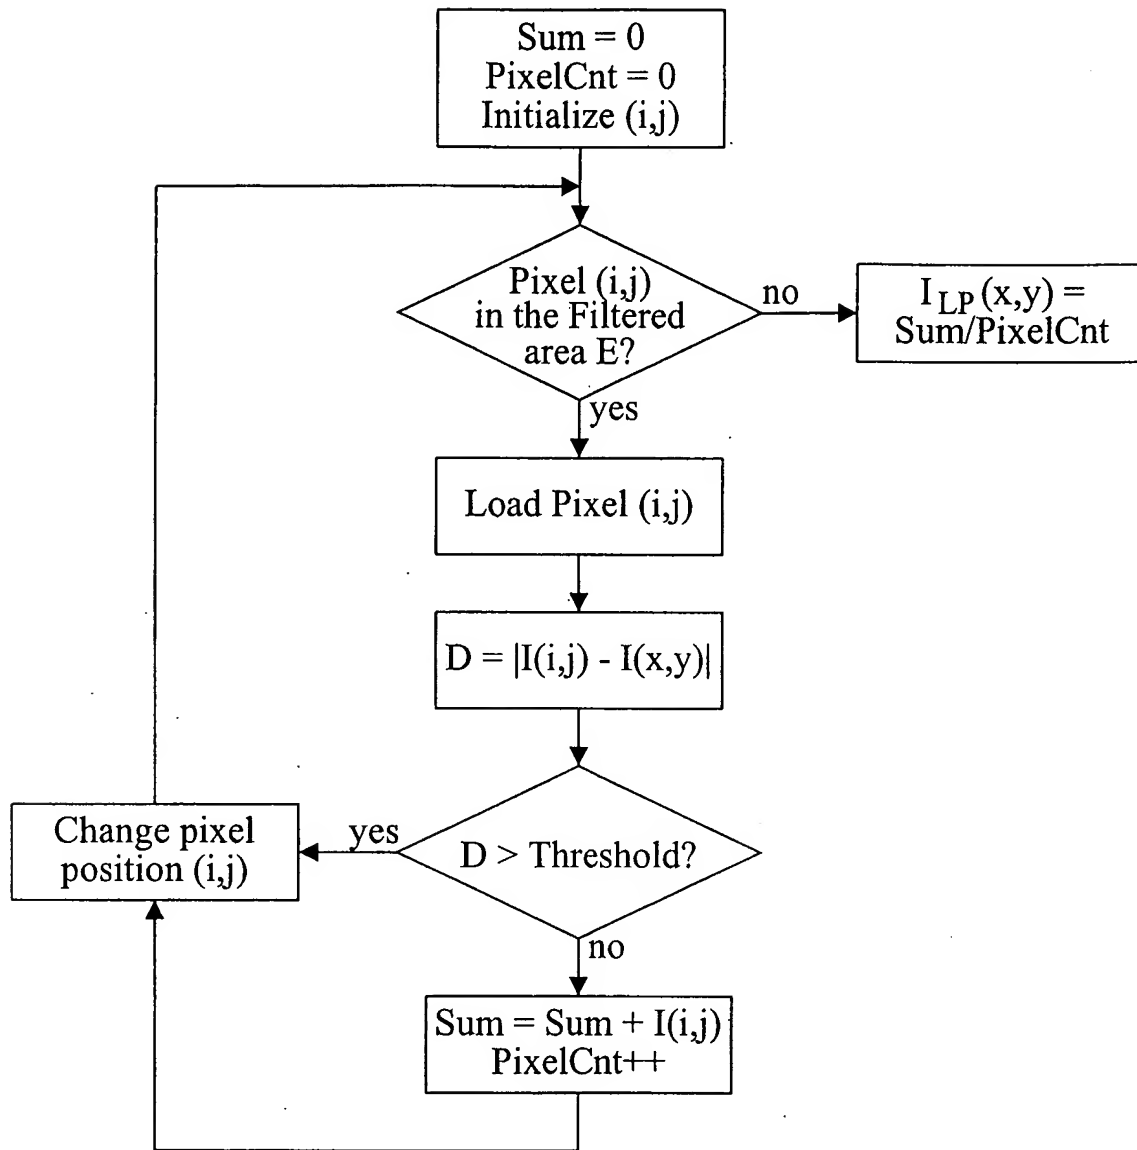 Sum = 0
PixelCnt = 0
Initialize (i,j)
Pixel (i,j)
in the Filtered
area E?
no
I LP (x,y) =
Sum/PixelCnt
yes
Load Pixel (i,j)
D = |I(i,j) - I(x,y)|
Change pixel
position (i,j)
yes
D > Threshold?
no
Sum = Sum + I(i,j)
PixelCnt++